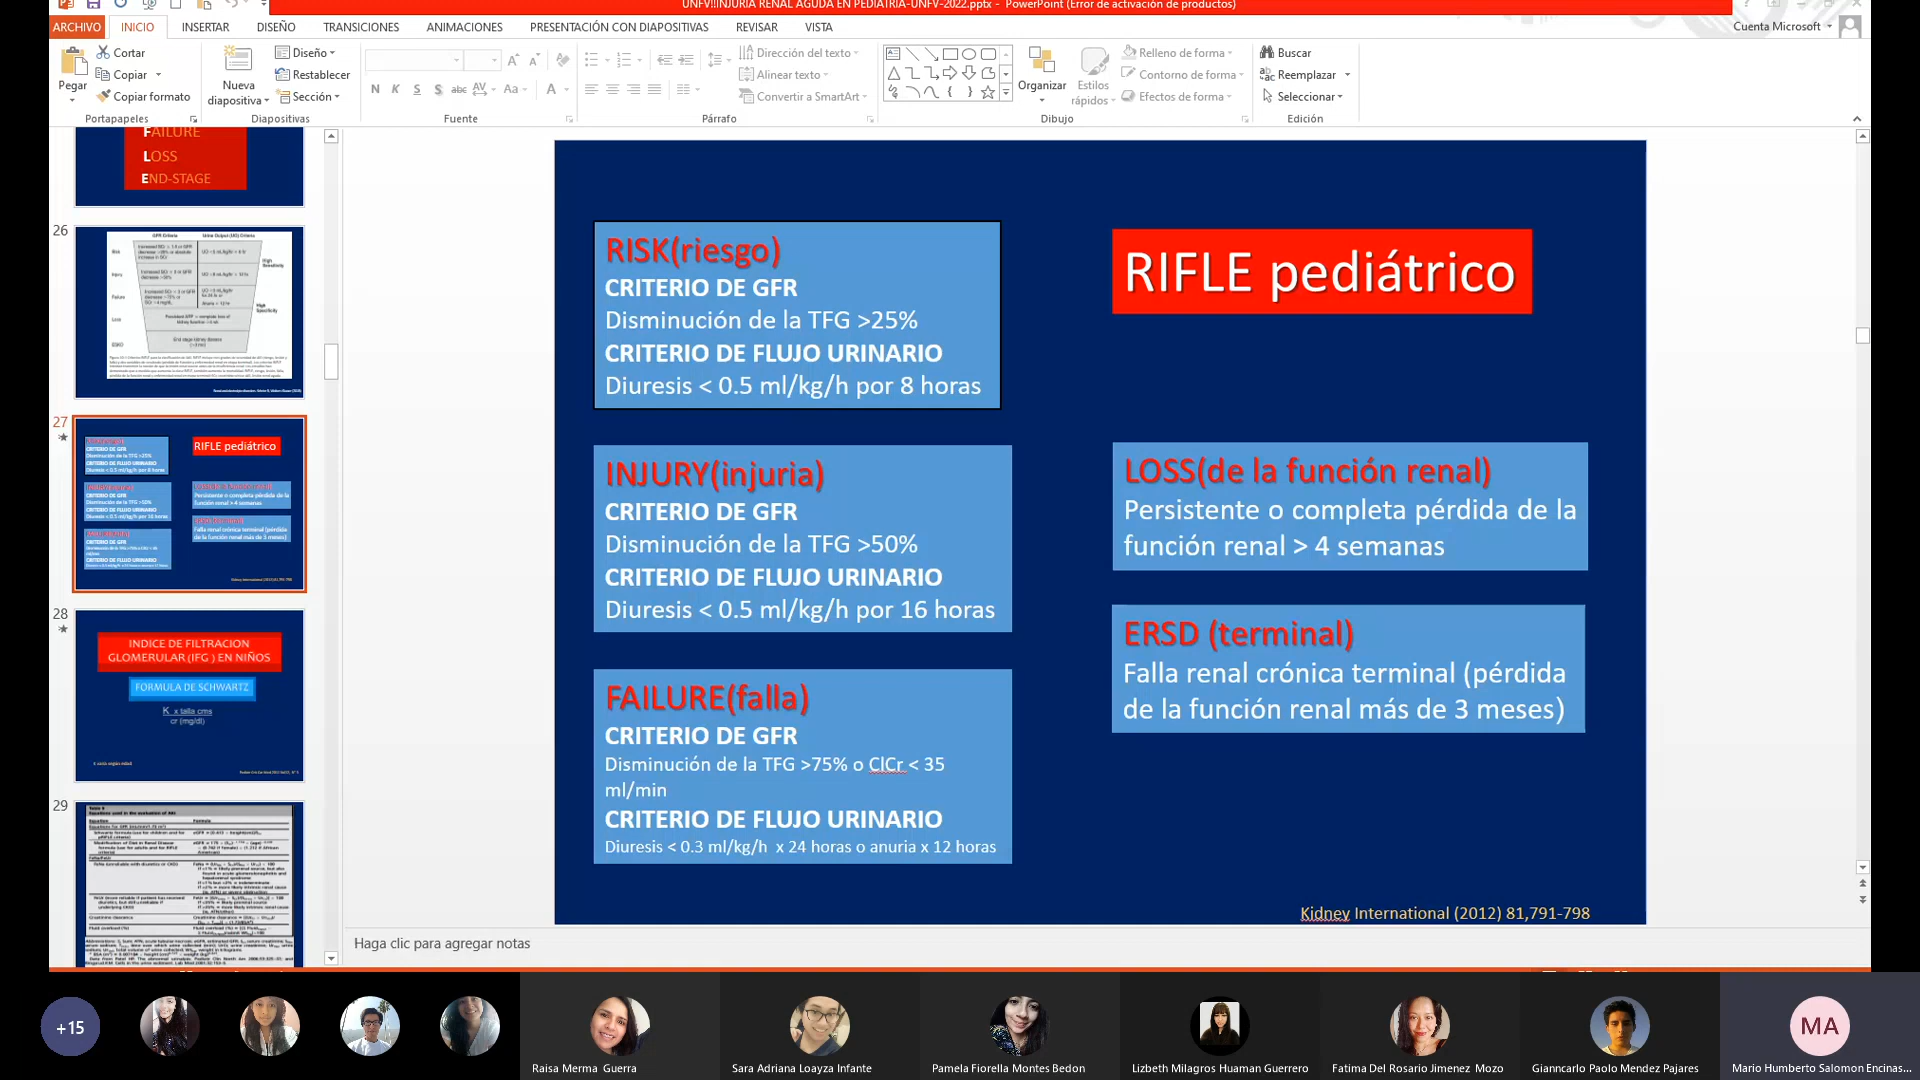 UNFV!!INJURIA RENAL AGUDA EN PEDIATRIA-UNFV-2022.pptx - PowerPoint (Error de activación de productos)
ARCHIVO INICIO INSERTAR DISEÑO TRANSICIONES ANIMACIONES PRESENTACIÓN CON DIAPOSITIVAS REVISAR VISTA
Cuenta Microsoft
Pegar
Cortar
Copiar
Copiar formato
Portapapeles
Nueva diapositiva
Diseño
Restablecer
Sección
Diapositivas
N K S S abc AV Aa A
Fuente
Dirección del texto
Alinear texto
Convertir a SmartArt
Párrafo
Organizar
Estilos rápidos
Relleno de forma
Contorno de forma
Efectos de forma
Dibujo
Buscar
Reemplazar
Seleccionar
Edición
FAILURE
LOSS
END-STAGE
26
27
RIFLE pediátrico
28
INDICE DE FILTRACION
GLOMERULAR (IFG ) EN NIÑOS
FORMULA DE SCHWARTZ
K x talla cms
cr (mg/dl)
29
RISK(riesgo)
CRITERIO DE GFR
Disminución de la TFG >25%
CRITERIO DE FLUJO URINARIO
Diuresis < 0.5 ml/kg/h por 8 horas
INJURY(injuria)
CRITERIO DE GFR
Disminución de la TFG >50%
CRITERIO DE FLUJO URINARIO
Diuresis < 0.5 ml/kg/h por 16 horas
FAILURE(falla)
CRITERIO DE GFR
Disminución de la TFG >75% o ClCr < 35
ml/min
CRITERIO DE FLUJO URINARIO
Diuresis < 0.3 ml/kg/h x 24 horas o anuria x 12 horas
RIFLE pediátrico
LOSS(de la función renal)
Persistente o completa pérdida de la
función renal > 4 semanas
ERSD (terminal)
Falla renal crónica terminal (pérdida
de la función renal más de 3 meses)
Kidney International (2012) 81,791-798
Haga clic para agregar notas
+15
Raisa Merma Guerra
Sara Adriana Loayza Infante
Pamela Fiorella Montes Bedon
Lizbeth Milagros Huaman Guerrero
Fatima Del Rosario Jimenez Mozo
Gianncarlo Paolo Mendez Pajares
MA
Mario Humberto Salomon Encinas...